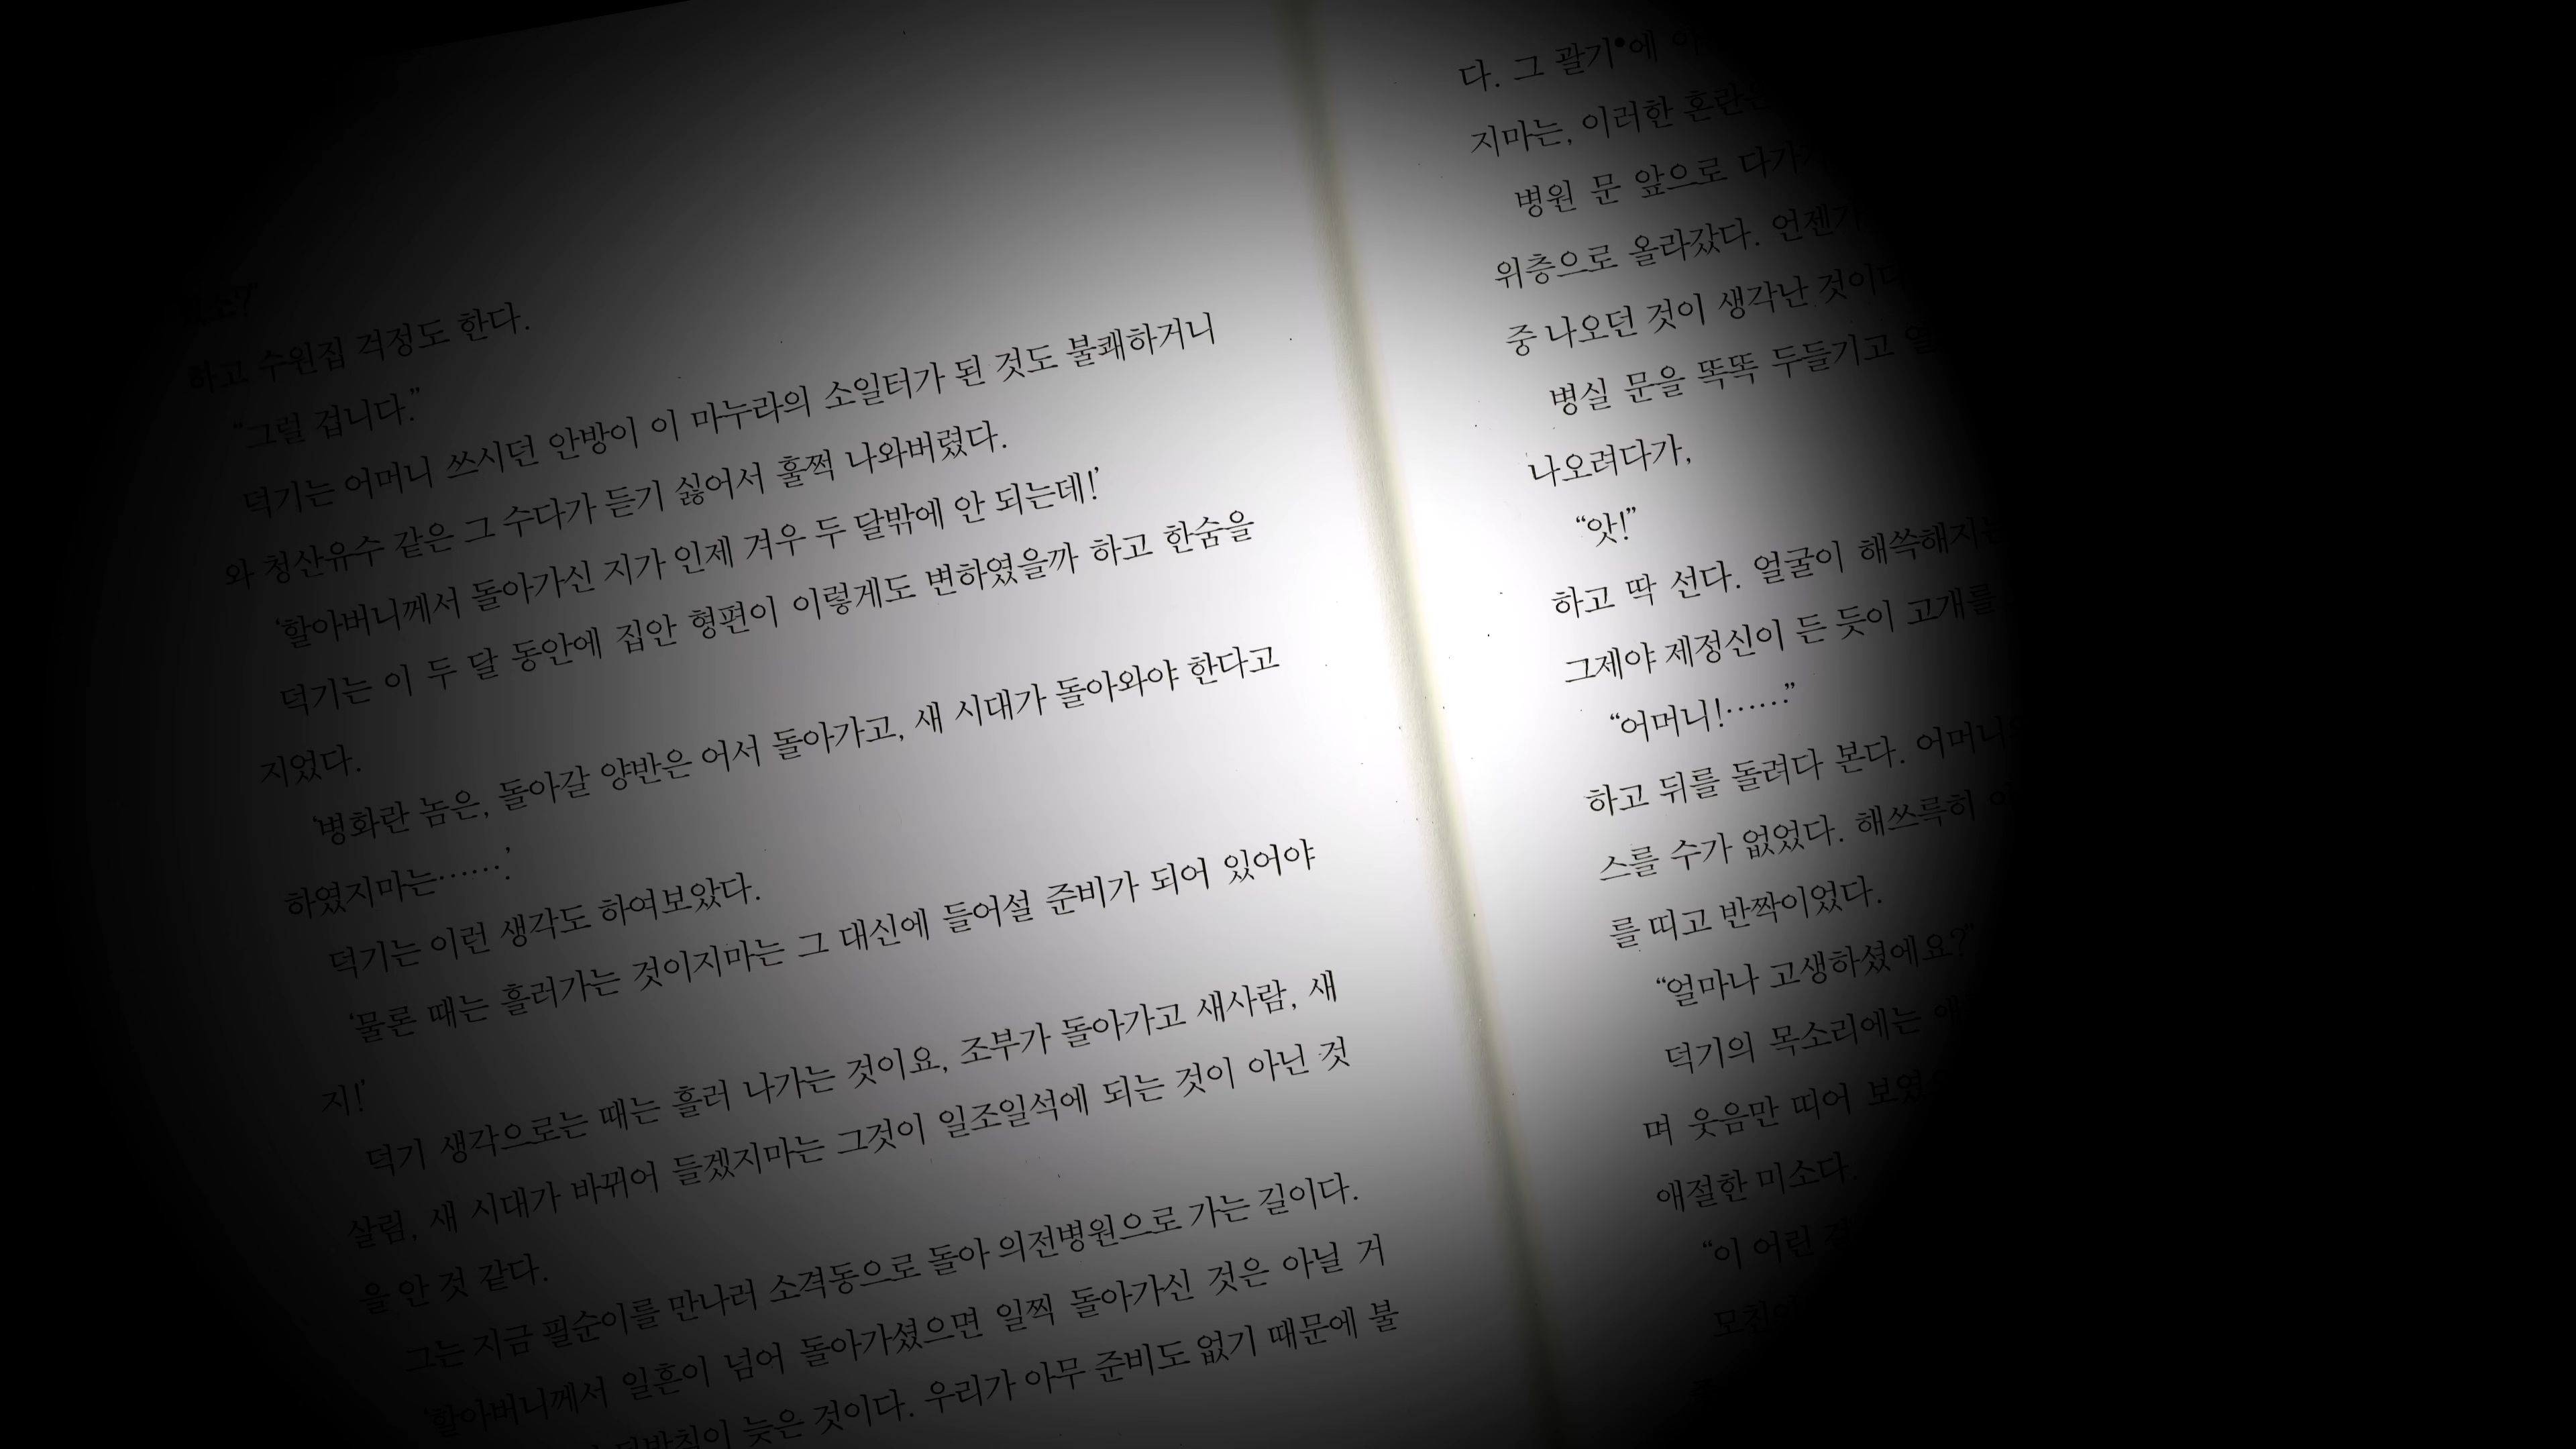 하고 수원집 걱정도 한다.
“그럴 겝니다.”
덕기는 어머니 쓰시던 안방이 이 마누라의 소일터가 된 것도 불쾌하거니
와 청산유수 같은 그 수다가 듣기 싫어서 훌쩍 나와버렸다.
‘할아버니께서 돌아가신 지가 인제 겨우 두 달밖에 안 되는데!’
덕기는 이 두 달 동안에 집안 형편이 이렇게도 변하였을까 하고 한숨을
지었다.
‘병화란 놈은, 돌아갈 양반은 어서 돌아가고, 새 시대가 돌아와야 한다고
하였지마는…….’
덕기는 이런 생각도 하여보았다.
‘물론 때는 흘러가는 것이지마는 그 대신에 들어설 준비가 되어 있어야
지!’
덕기 생각으로는 때는 흘러 나가는 것이요, 조부가 돌아가고 새사람, 새
살림, 새 시대가 바뀌어 들겠지마는 그것이 일조일석에 되는 것이 아닌 것
을 안 것 같다.
그는 지금 필순이를 만나러 소격동으로 돌아 의전병원으로 가는 길이다.
‘할아버니께서 일흔이 넘어 돌아가셨으면 일찍 돌아가신 것은 아닐 거
늦은 것이다. 우리가 아무 준비도 없기 때문에 불
다. 그 괄기•에
지마는, 이러한
병원 문 앞으로
위층으로 올라갔다.
중 나오던 것이 생각난 것이다
병실 문을 똑똑 두들기고
나오려다가,
“앗!”
하고 딱 선다. 얼굴이 해쓱해지는
그제야 제정신이 든 듯이 고개를
“어머니!……”
하고 뒤를 돌려다 본다.
스를 수가 없었다. 해쓰륵히
를 띠고 반짝이었다.
“얼마나 고생하셨에요?”
덕기의 목소리에는
며 웃음만 띠어
애절한 미소다.
“이 어린